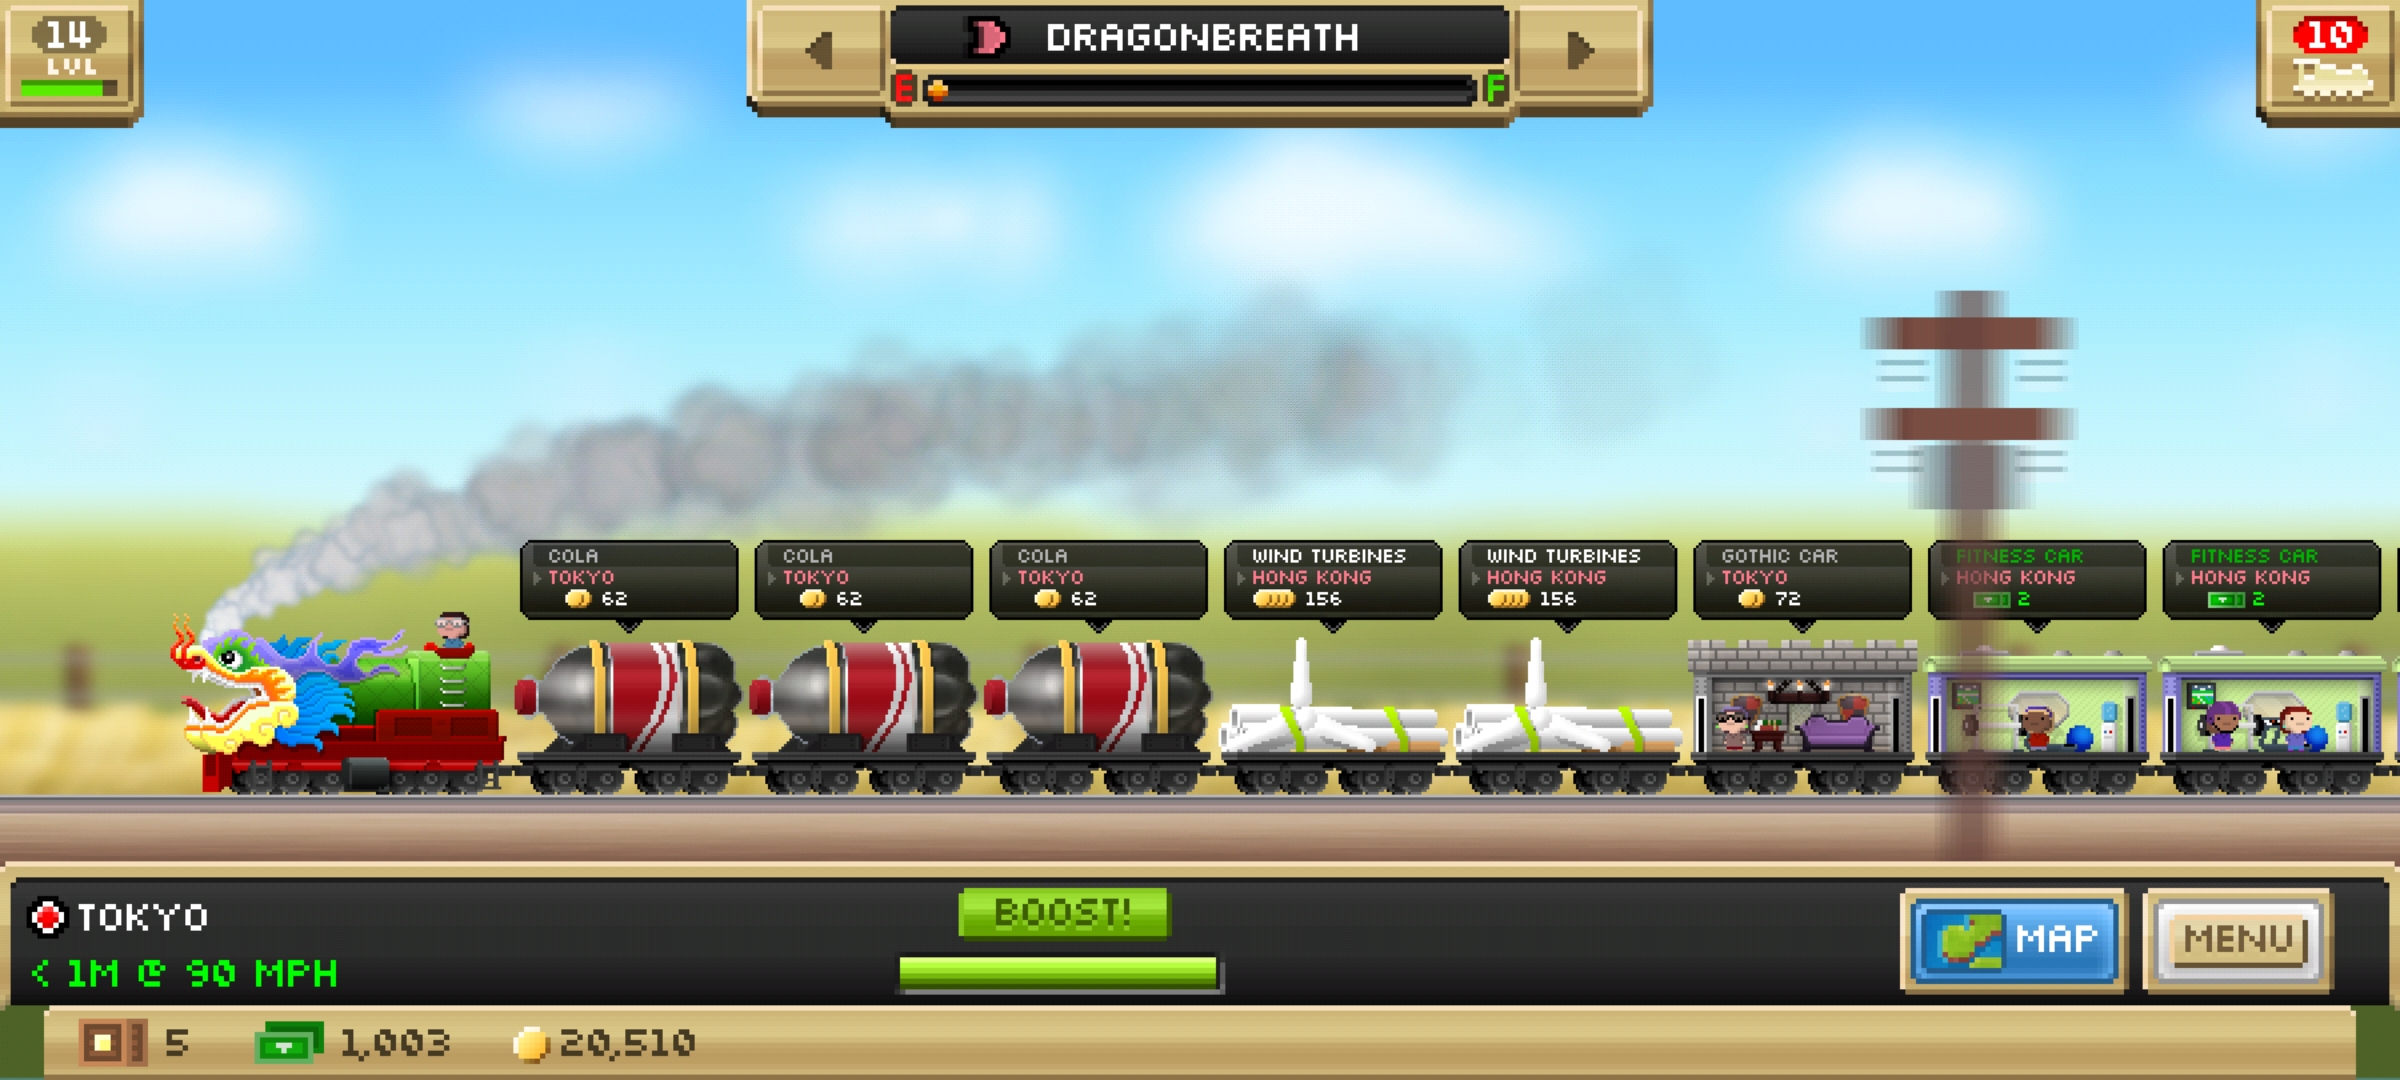 14
LVL
DRAGONBREATH
E F
10
COLA
TOKYO
62
COLA
TOKYO
62
COLA
TOKYO
62
WIND TURBINES
HONG KONG
156
WIND TURBINES
HONG KONG
156
GOTHIC CAR
TOKYO
72
FITNESS CAR
HONG KONG
2
FITNESS CAR
HONG KONG
2
TOKYO
< 1M @ 90 MPH
BOOST!
MAP
MENU
5 1,003 20,510